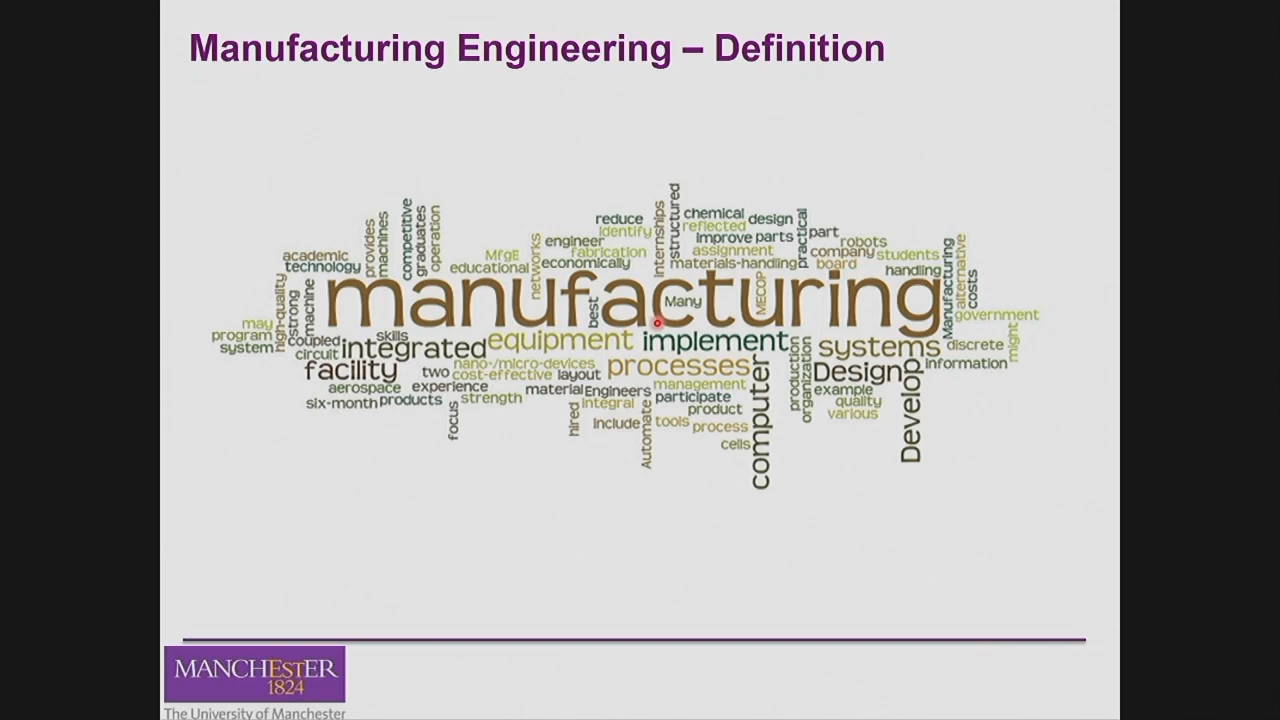 Manufacturing Engineering – Definition
structured
internships
reduce
chemical
design
practical
identify
reflected
part
competitive
graduates
operation
provides
machines
engineer
improve
parts
robots
networks
fabrication
assignment
company
students
Manufacturing
alternative
academic
MfgE
economically
materials-handling
board
technology
educational
handling
costs
high-quality
strong
machine
manufacturing
best
Many
MECOP
may
government
program
coupled
skills
equipment
implement
systems
discrete
might
system
circuit
integrated
production
organization
facility
two
nano-/micro-devices
cost-effective
layout
processes
Design
information
aerospace
experience
material
Engineers
management
participate
computer
example
Develop
six-month
products
strength
hired
integral
product
quality
various
focus
include
Automate
tools
process
cells
MANCHESTER
1824
The University of Manchester